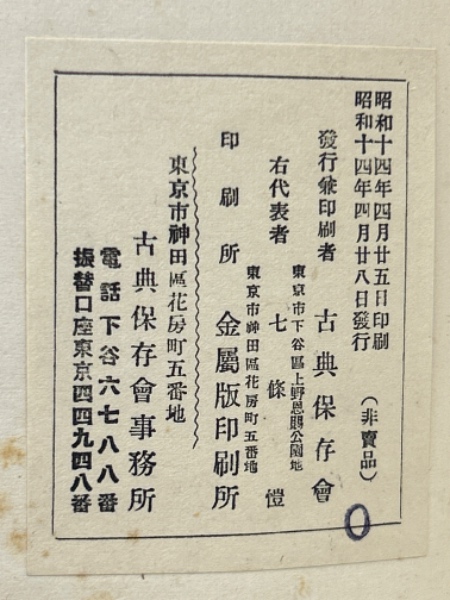 昭和十四年四月廿五日印刷
昭和十四年四月廿八日發行
（非賣品）
東京市下谷區上野恩賜公園地
發行兼印刷者 古典保存會
右代表者 七條愷
東京市神田區花房町五番地
印刷所 金屬版印刷所
東京市神田區花房町五番地
古典保存會事務所
電話下谷六七八八番
振替口座東京四四九四八番